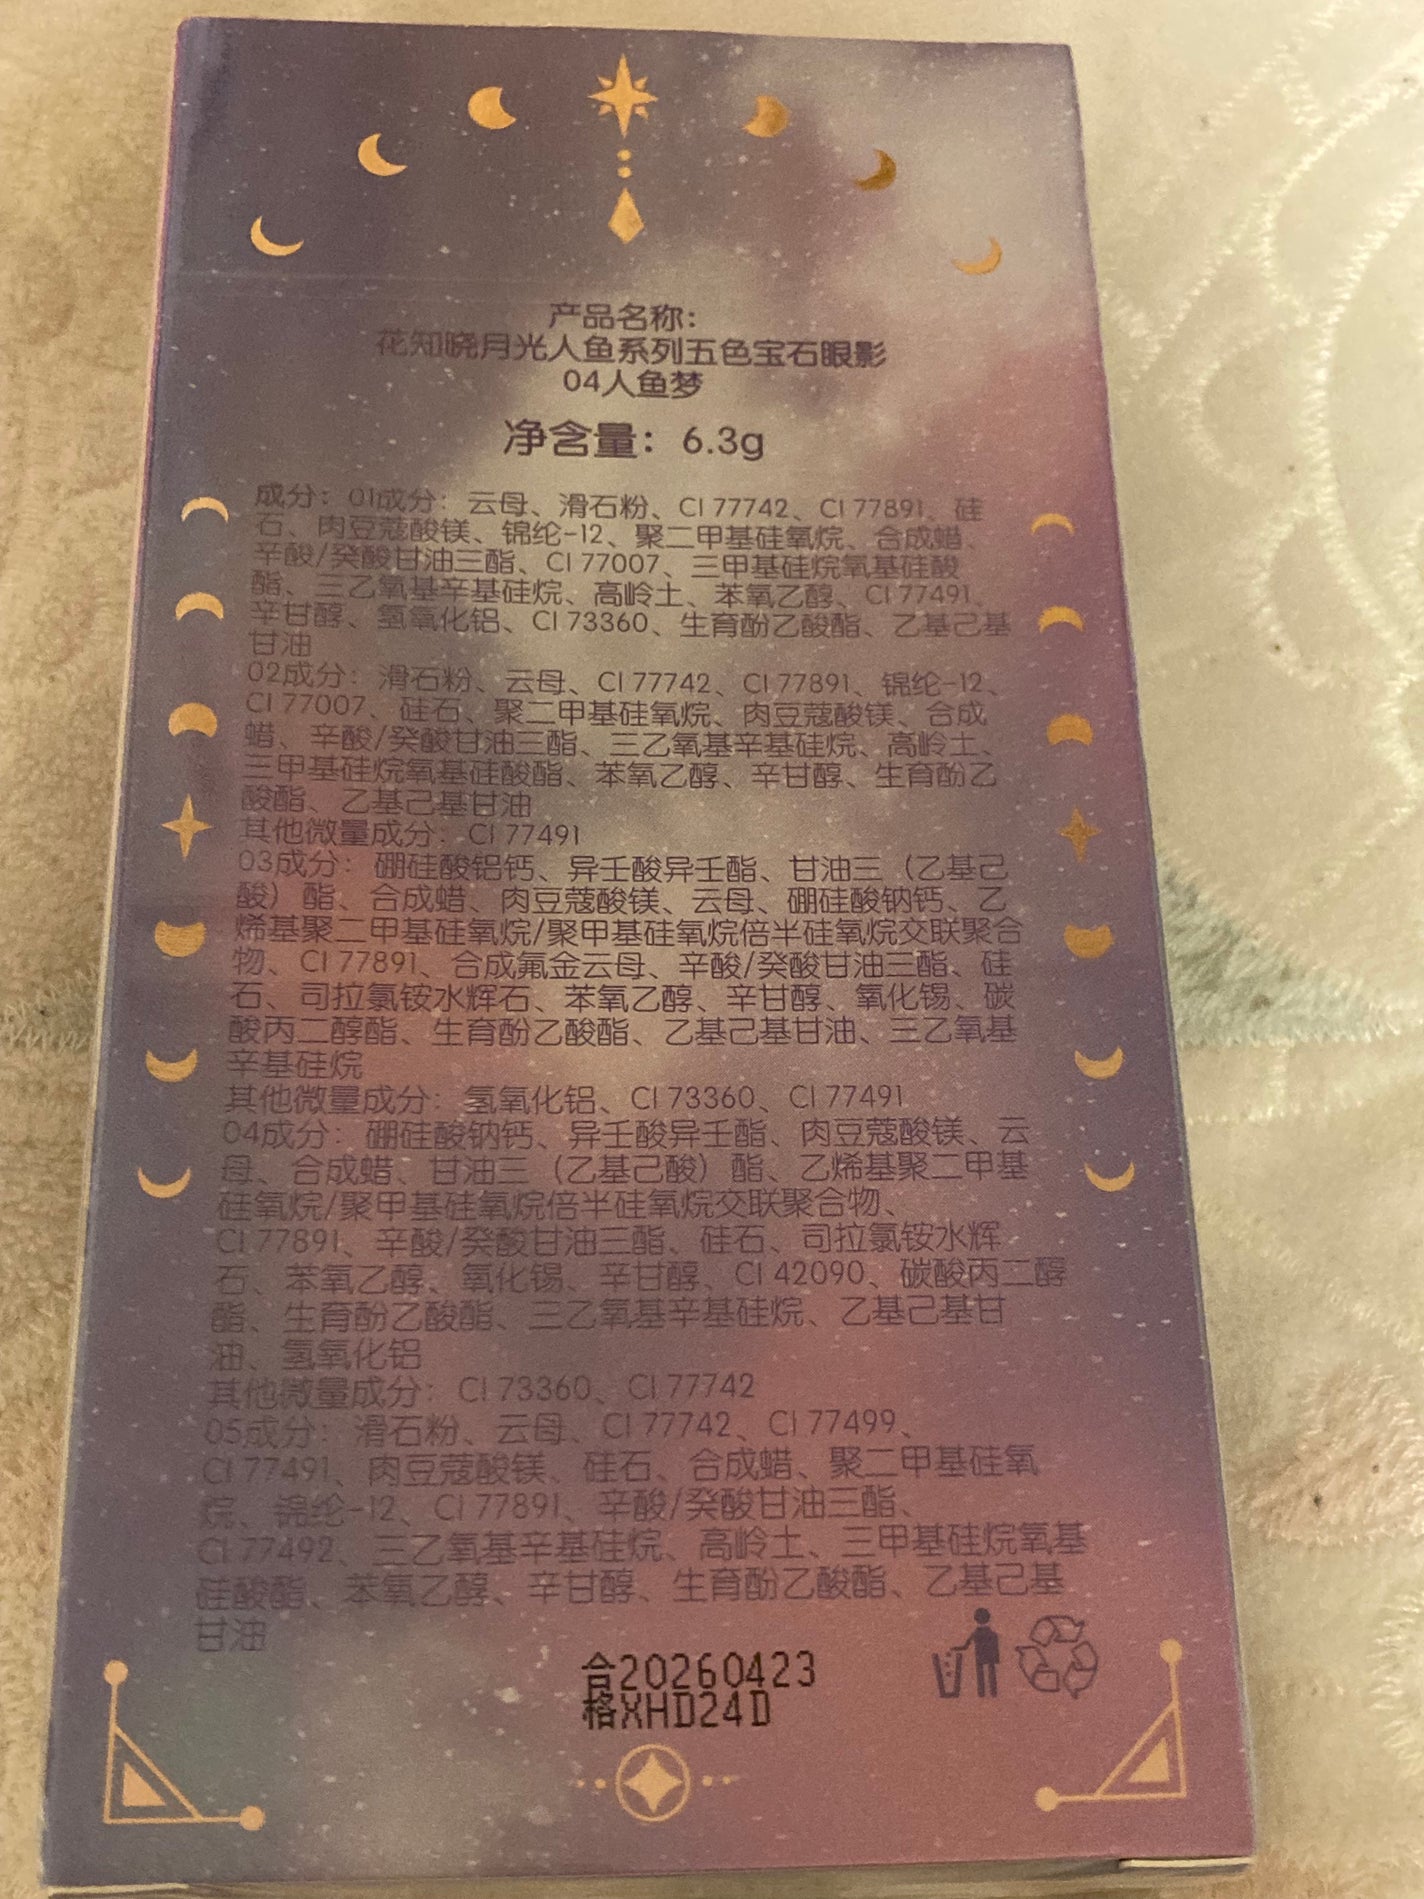 产品名称：
花知晓月光人鱼系列五色宝石眼影
04人鱼梦
净含量：6.3g
成分：01成分：云母、滑石粉、CI 77742、CI 77891、硅
石、肉豆蔻酸镁、锦纶-12、聚二甲基硅氧烷、合成蜡、
辛酸/癸酸甘油三酯、CI 77007、三甲基硅烷氧基硅酸
酯、三乙氧基辛基硅烷、高岭土、苯氧乙醇、CI 77491、
辛甘醇、氢氧化铝、CI 73360、生育酚乙酸酯、乙基己基
甘油
02成分：滑石粉、云母、CI 77742、CI 77891、锦纶-12、
CI 77007、硅石、聚二甲基硅氧烷、肉豆蔻酸镁、合成
蜡、辛酸/癸酸甘油三酯、三乙氧基辛基硅烷、高岭土、
三甲基硅烷氧基硅酸酯、苯氧乙醇、辛甘醇、生育酚乙
酸酯、乙基己基甘油
其他微量成分：CI 77491
03成分：硼硅酸铝钙、异壬酸异壬酯、甘油三（乙基己
酸）酯、合成蜡、肉豆蔻酸镁、云母、硼硅酸钠钙、乙
烯基聚二甲基硅氧烷/聚甲基硅氧烷倍半硅氧烷交联聚合
物、CI 77891、合成氟金云母、辛酸/癸酸甘油三酯、硅
石、司拉氯铵水辉石、苯氧乙醇、辛甘醇、氧化锡、碳
酸丙二醇酯、生育酚乙酸酯、乙基己基甘油、三乙氧基
辛基硅烷
其他微量成分：氢氧化铝、CI 73360、CI 77491
04成分：硼硅酸钠钙、异壬酸异壬酯、肉豆蔻酸镁、云
母、合成蜡、甘油三（乙基己酸）酯、乙烯基聚二甲基
硅氧烷/聚甲基硅氧烷倍半硅氧烷交联聚合物、
CI 77891、辛酸/癸酸甘油三酯、硅石、司拉氯铵水辉
石、苯氧乙醇、氧化锡、辛甘醇、CI 42090、碳酸丙二醇
酯、生育酚乙酸酯、三乙氧基辛基硅烷、乙基己基甘
油、氢氧化铝
其他微量成分：CI 73360、CI 77742
05成分：滑石粉、云母、CI 77742、CI 77499、
CI 77491、肉豆蔻酸镁、硅石、合成蜡、聚二甲基硅氧
烷、锦纶-12、CI 77891、辛酸/癸酸甘油三酯、
CI 77492、三乙氧基辛基硅烷、高岭土、三甲基硅烷氧基
硅酸酯、苯氧乙醇、辛甘醇、生育酚乙酸酯、乙基己基
甘油
合20260423
格XHD24D